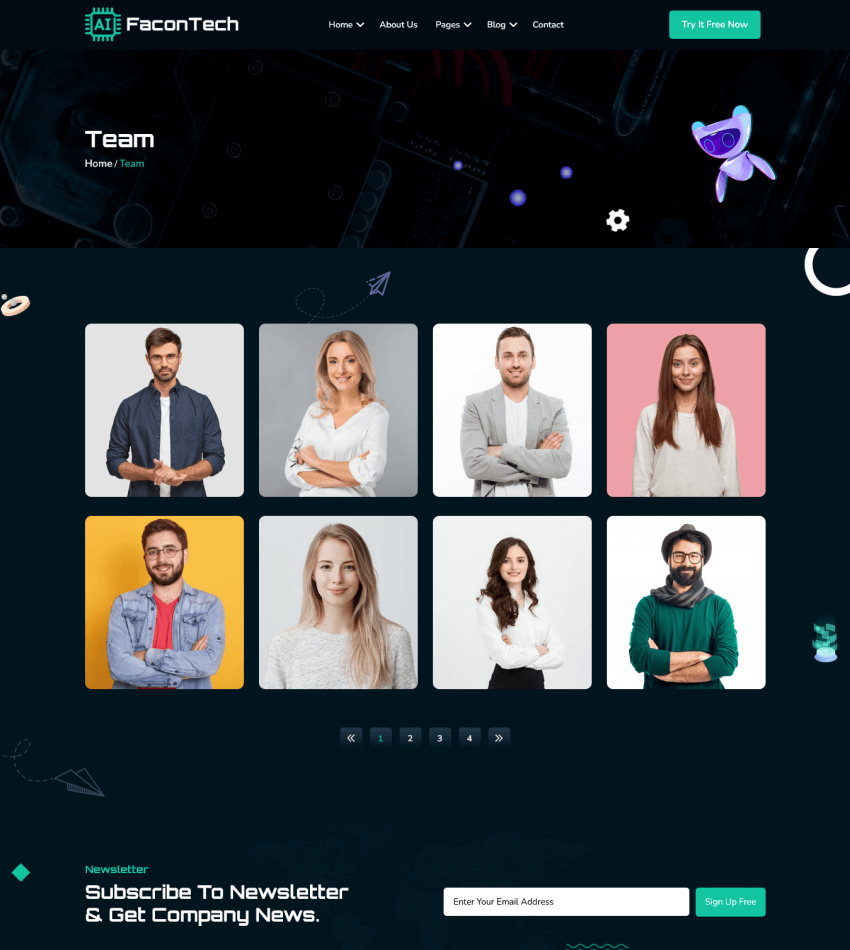 AI FaconTech
Home About Us Pages Blog Contact
Try It Free Now
Team
Home / Team
1 2 3 4
Newsletter
Subscribe To Newsletter
& Get Company News.
Enter Your Email Address
Sign Up Free